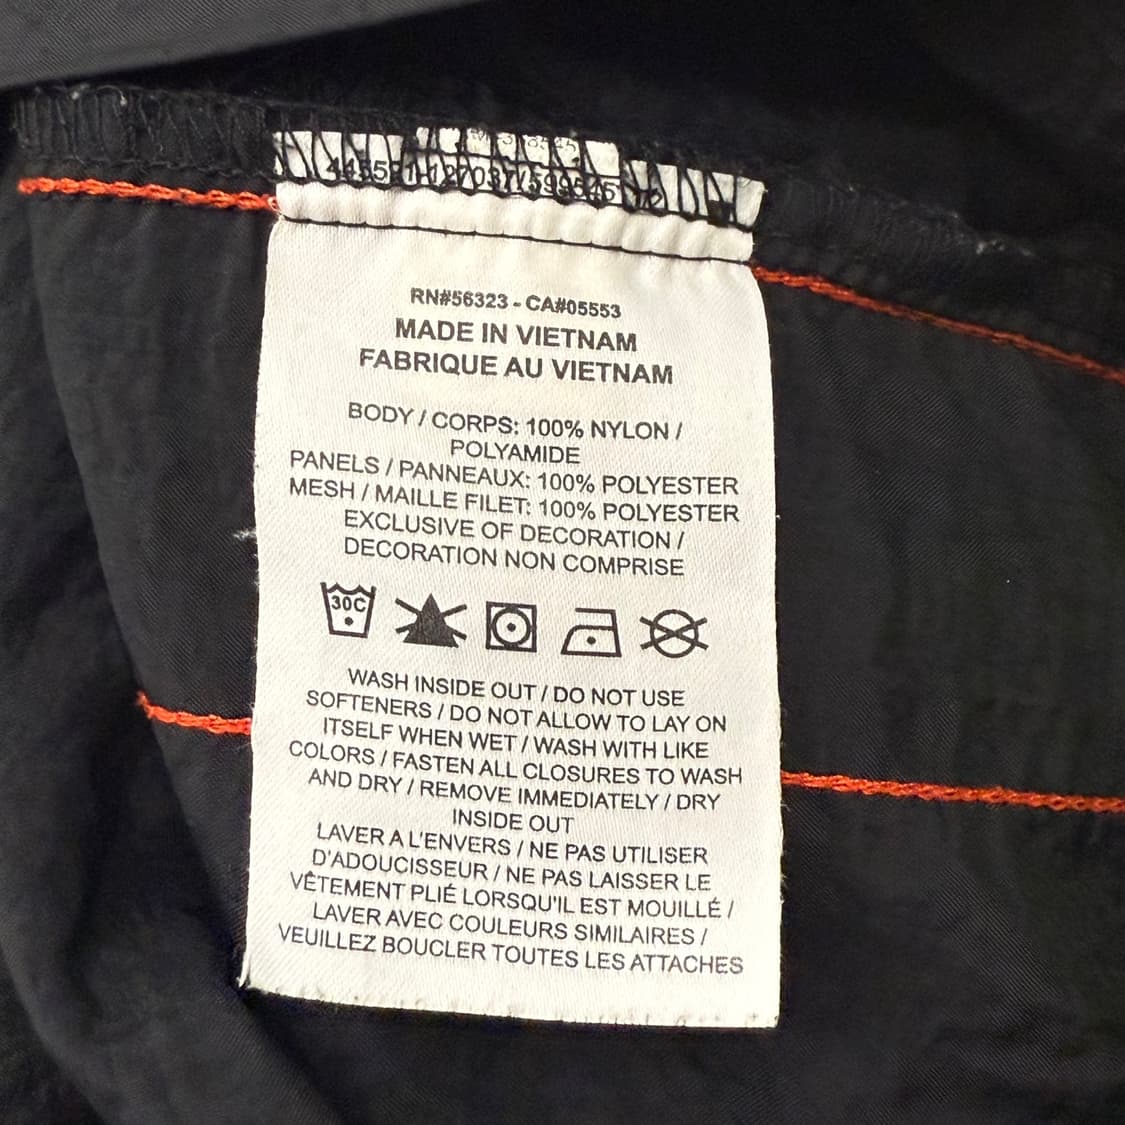 RN#56323 - CA#05553
MADE IN VIETNAM
FABRIQUE AU VIETNAM
BODY / CORPS: 100% NYLON /
POLYAMIDE
PANELS / PANNEAUX: 100% POLYESTER
MESH / MAILLE FILET: 100% POLYESTER
EXCLUSIVE OF DECORATION /
DECORATION NON COMPRISE
30C
WASH INSIDE OUT / DO NOT USE
SOFTENERS / DO NOT ALLOW TO LAY ON
ITSELF WHEN WET / WASH WITH LIKE
COLORS / FASTEN ALL CLOSURES TO WASH
AND DRY / REMOVE IMMEDIATELY / DRY
INSIDE OUT
LAVER A L'ENVERS / NE PAS UTILISER
D'ADOUCISSEUR / NE PAS LAISSER LE
VÊTEMENT PLIÉ LORSQU'IL EST MOUILLÉ /
LAVER AVEC COULEURS SIMILAIRES /
VEUILLEZ BOUCLER TOUTES LES ATTACHES